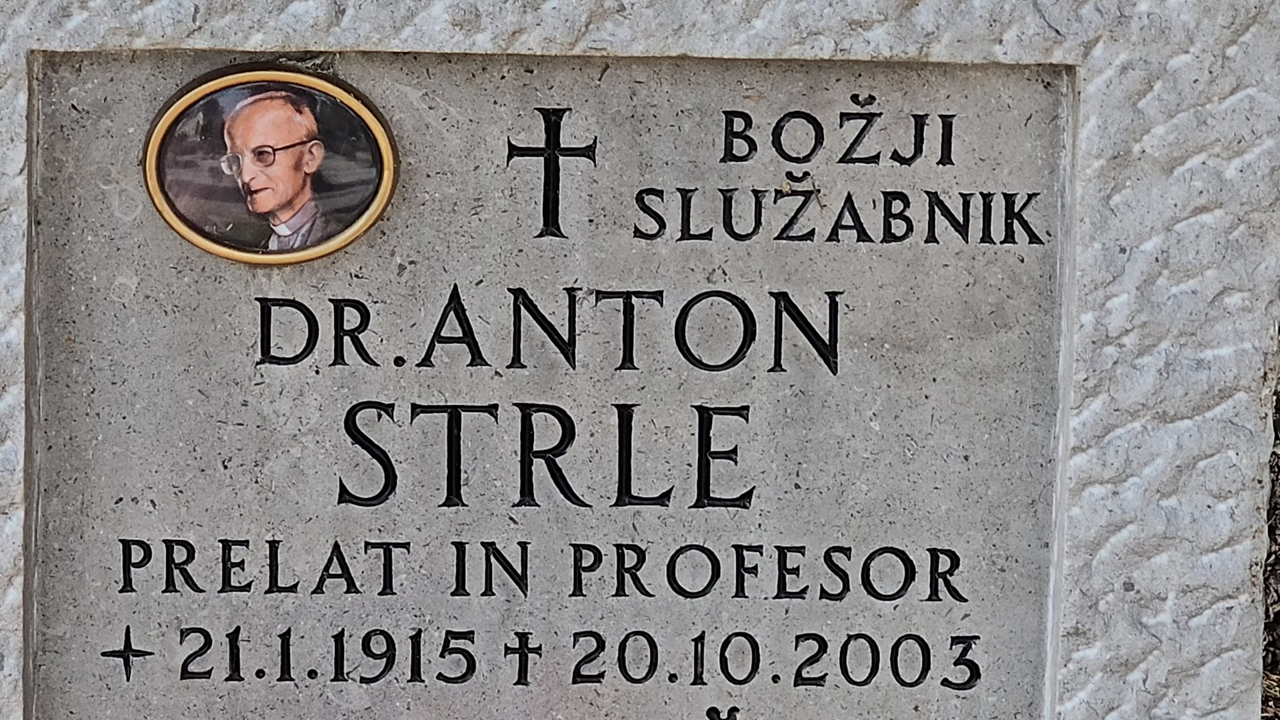 BOŽJI
SLUŽABNIK
DR. ANTON
STRLE
PRELAT IN PROFESOR
+ 21.1.1915 † 20.10.2003